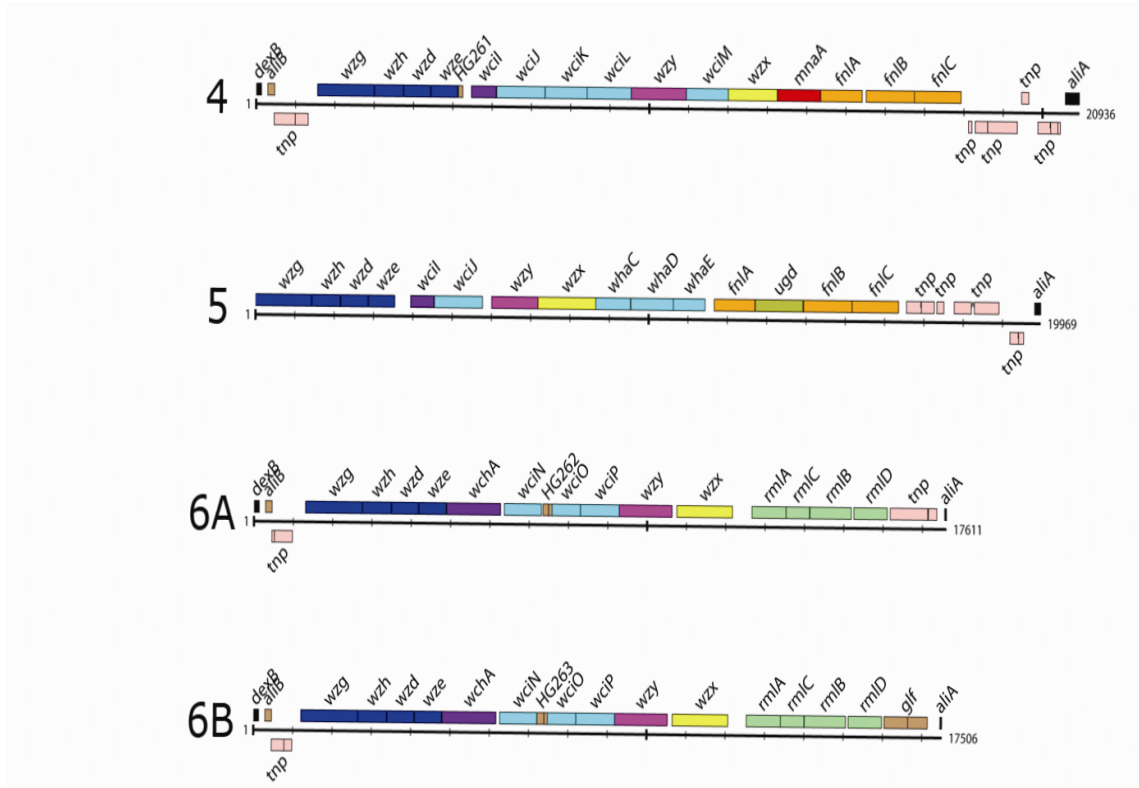 dexB aliB wzg wzh wzd wze HG261 wciI wciJ wciK wciL wzy wciM wzx mnaA fnlA fnlB fnlC tnp aliA
4 1 20936
tnp tnp tnp tnp
wzg wzh wzd wze wciI wciJ wzy wzx whaC whaD whaE fnlA ugd fnlB fnlC tnp tnp tnp aliA
5 1 19969
tnp
dexB aliB wzg wzh wzd wze wchA wciN HG262 wciO wciP wzy wzx rmlA rmlC rmlB rmlD tnp aliA
6A 1 17611
tnp
dexB aliB wzg wzh wzd wze wchA wciN HG263 wciO wciP wzy wzx rmlA rmlC rmlB rmlD glf aliA
6B 1 17506
tnp